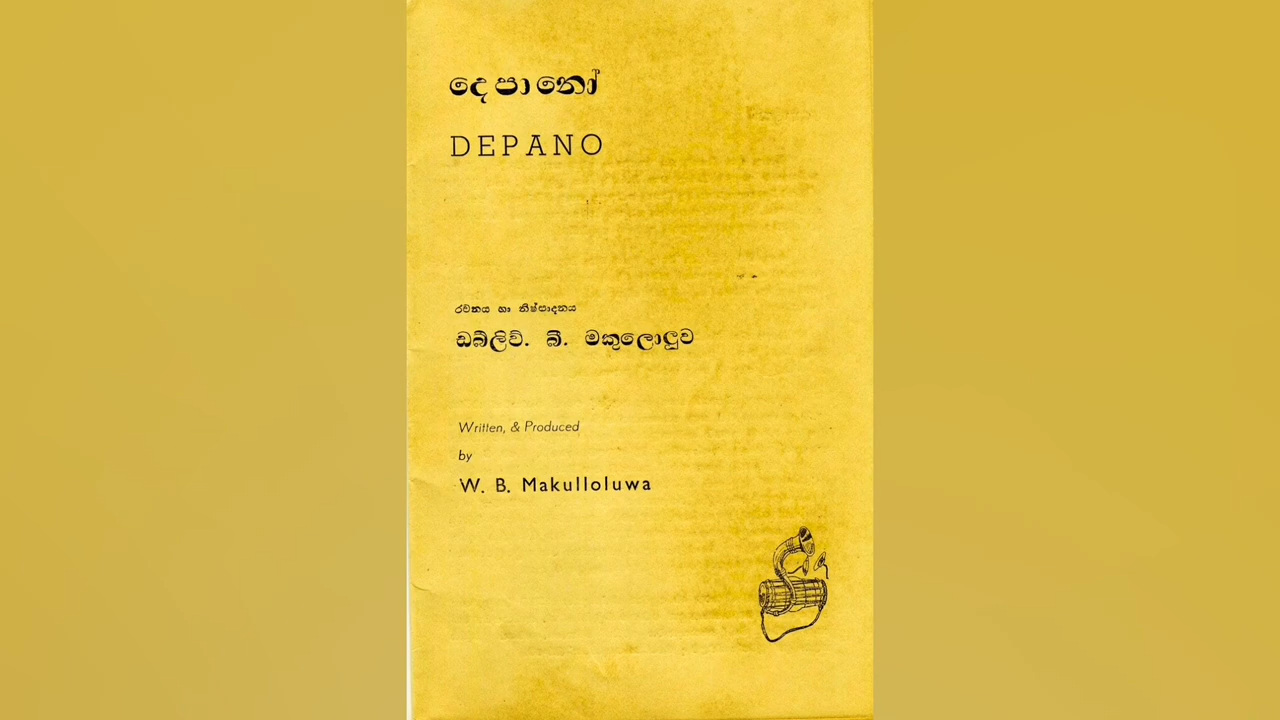 දෙපානෝ
DEPANO
රචනය හා නිෂ්පාදනය
ඩබ්ලිව්. බී. මකුලොලුව
Written, & Produced
by
W. B. Makulloluwa